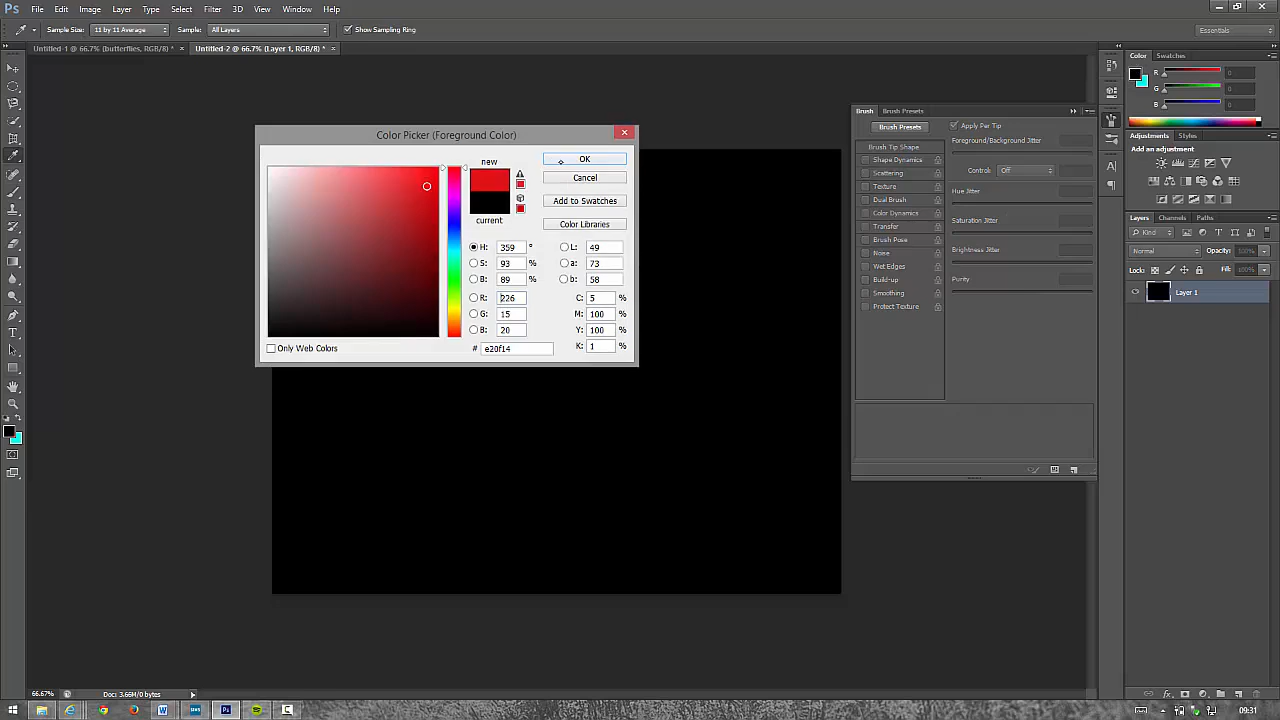 Ps File Edit Image Layer Type Select Filter 3D View Window Help
Sample Size: 11 by 11 Average Sample: All Layers Show Sampling Ring Essentials
Untitled-1 @ 66.7% (butterflies, RGB/8) * × Untitled-2 @ 66.7% (Layer 1, RGB/8) * ×
Color Swatches
R 0
G 0
B 0
Brush Brush Presets
Brush Presets Apply Per Tip
Brush Tip Shape Foreground/Background Jitter
Shape Dynamics
Scattering Control: Off
Texture Hue Jitter
Dual Brush
Color Dynamics Saturation Jitter
Transfer
Brush Pose Brightness Jitter
Noise
Wet Edges
Build-up Purity
Smoothing
Protect Texture
Adjustments Styles
Add an adjustment
Layers Channels Paths
Kind
Normal Opacity: 100%
Lock: Fill: 100%
Layer 1
Color Picker (Foreground Color)
new
current
OK
Cancel
Add to Swatches
Color Libraries
H: 359 ° L: 49
S: 93 % a: 73
B: 89 % b: 58
R: 226 C: 5 %
G: 15 M: 100 %
B: 20 Y: 100 %
# e20f14 K: 1 %
Only Web Colors
66.67% Doc: 3.66M/0 bytes
09:31